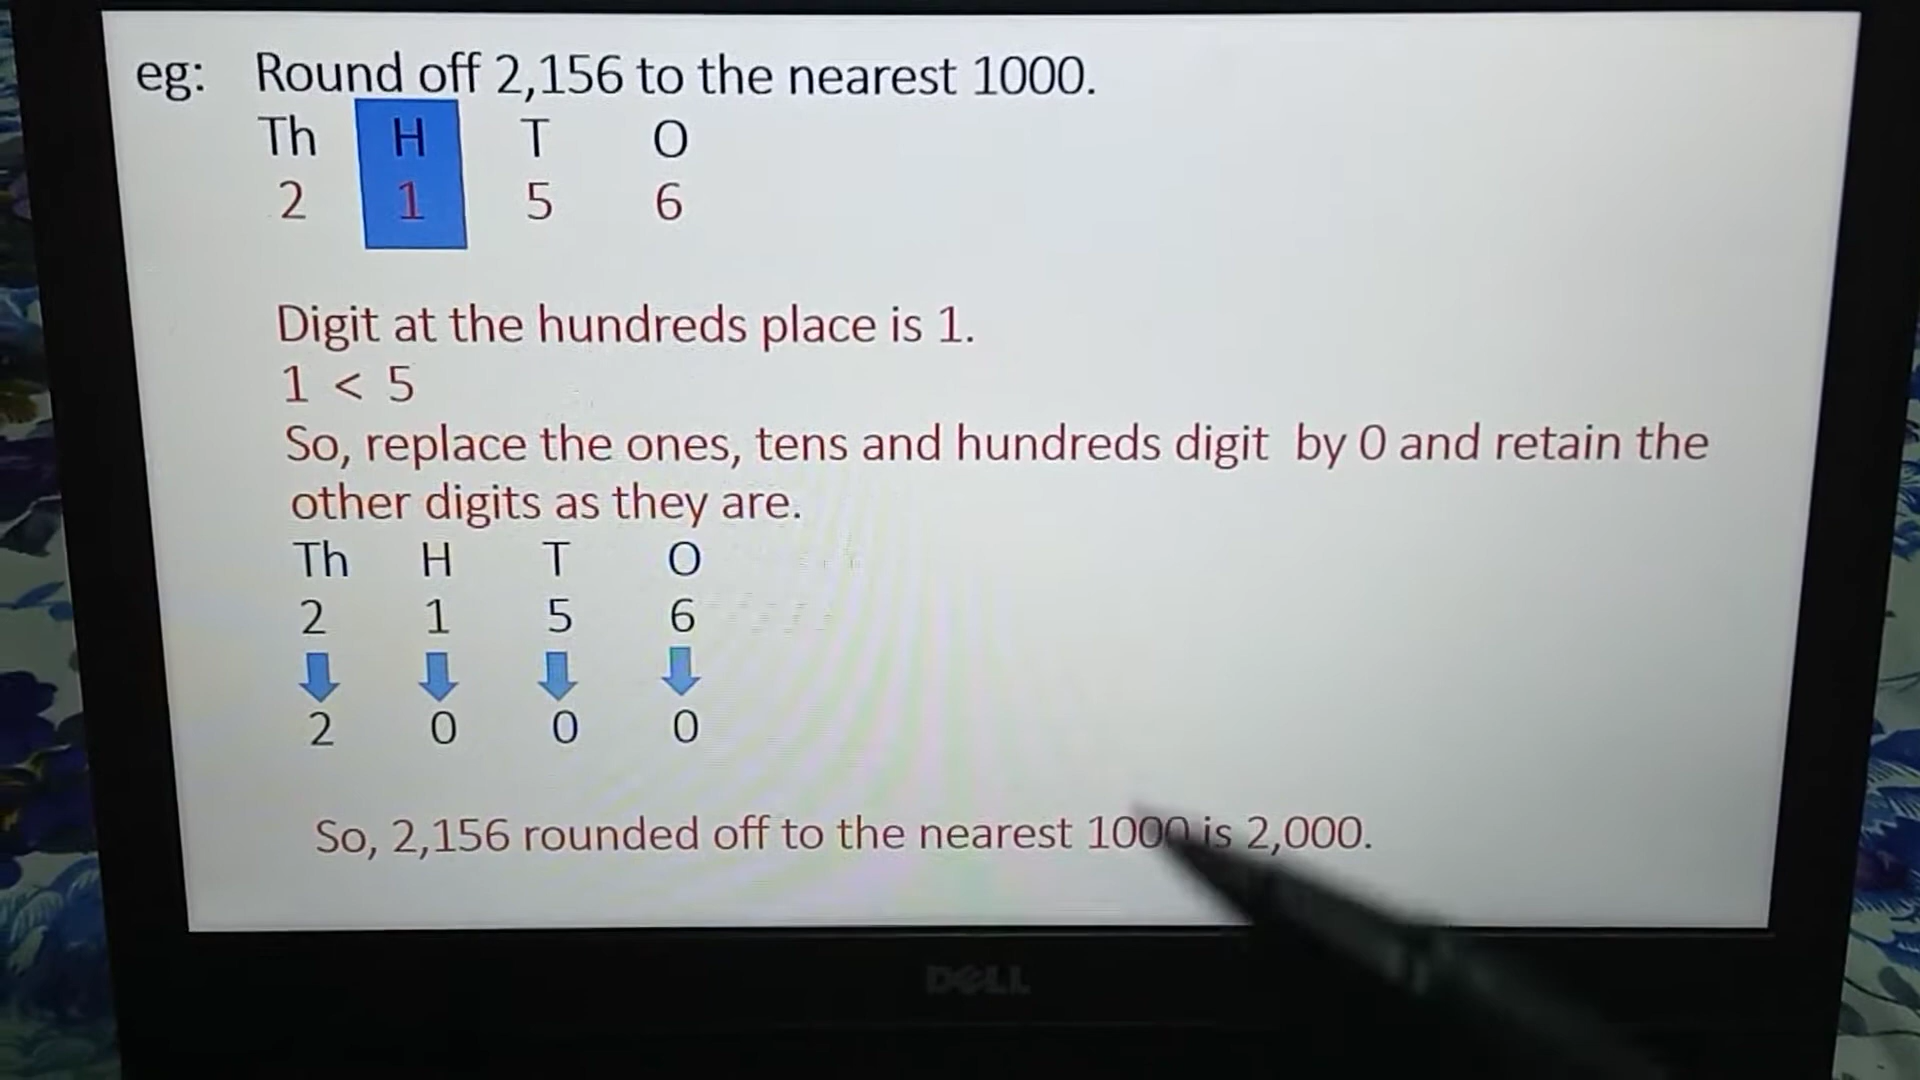 eg: Round off 2,156 to the nearest 1000.
Th H T O
2 1 5 6
Digit at the hundreds place is 1.
1 < 5
So, replace the ones, tens and hundreds digit by 0 and retain the
other digits as they are.
Th H T O
2 1 5 6
2 0 0 0
So, 2,156 rounded off to the nearest 1000 is 2,000.
DELL